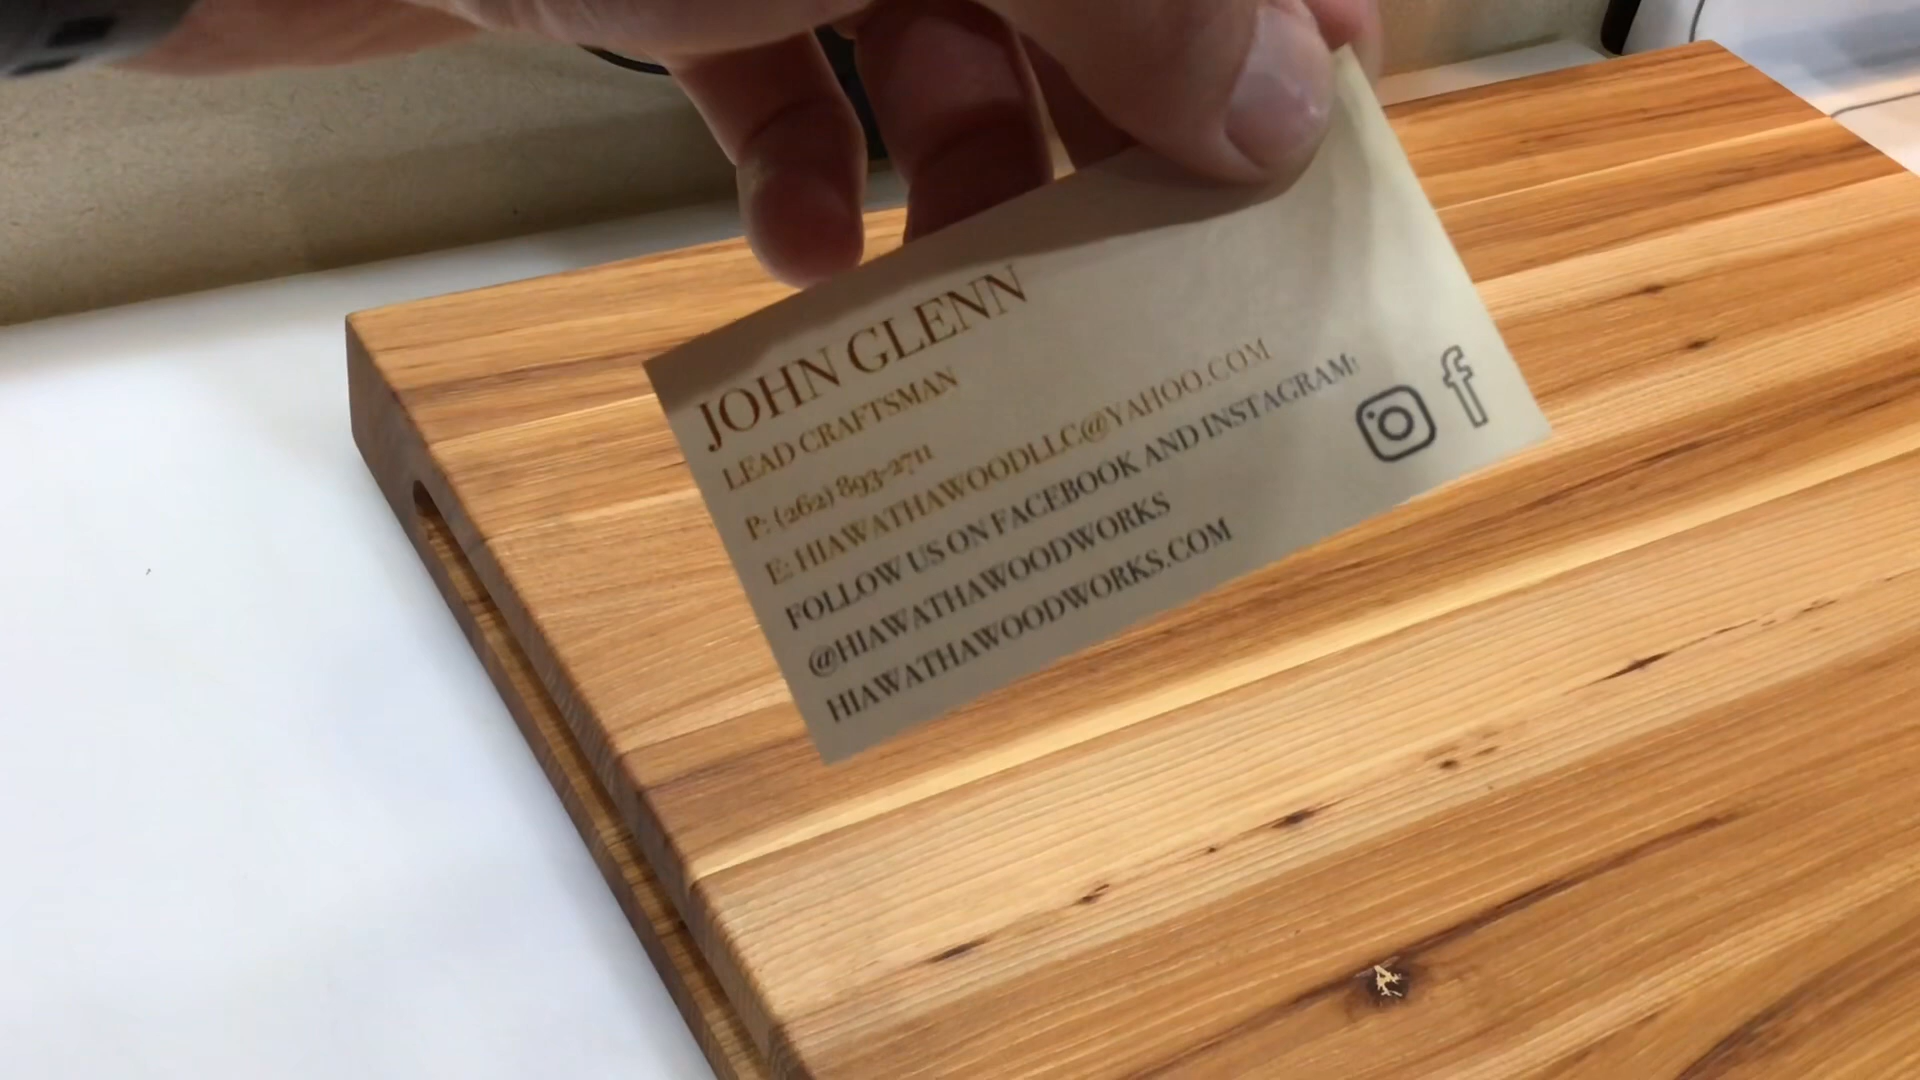 JOHN GLENN
LEAD CRAFTSMAN
P: (262) 893-2711
E: HIAWATHAWOODLLC@YAHOO.COM
FOLLOW US ON FACEBOOK AND INSTAGRAM:
@HIAWATHAWOODWORKS
HIAWATHAWOODWORKS.COM